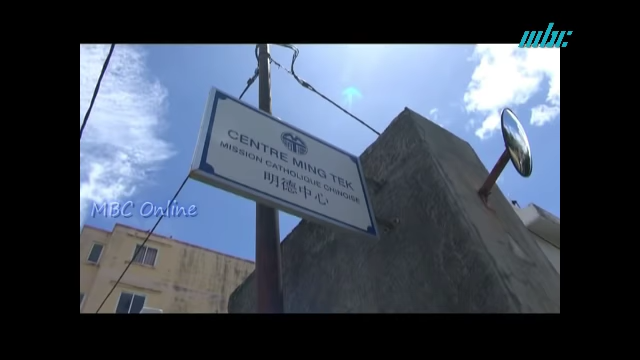 mbc
CENTRE MING TEK
MISSION CATHOLIQUE CHINOISE
明德中心
MBC Online